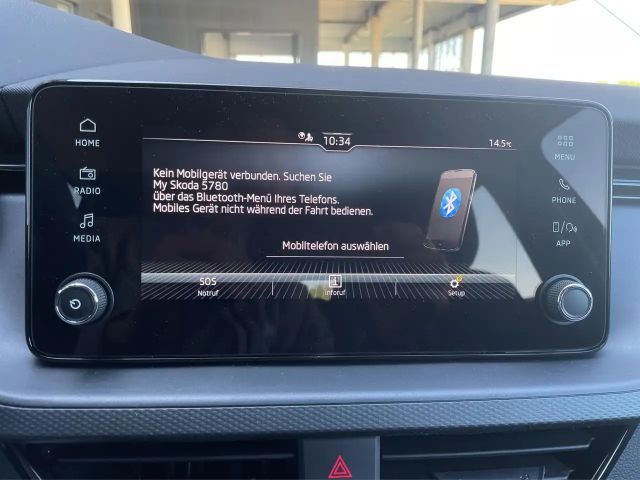 HOME
RADIO
MEDIA
10:34
14.5°C
Kein Mobilgerät verbunden. Suchen Sie
My Skoda 5780
über das Bluetooth-Menü Ihres Telefons.
Mobiles Gerät nicht während der Fahrt bedienen.
Mobiltelefon auswählen
SOS
Notruf
i
Inforuf
Setup
MENU
PHONE
APP